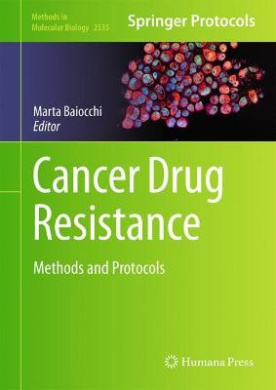 Methods in
Molecular Biology 2535
Springer Protocols
Marta Baiocchi
Editor
Cancer Drug
Resistance
Methods and Protocols
Humana Press